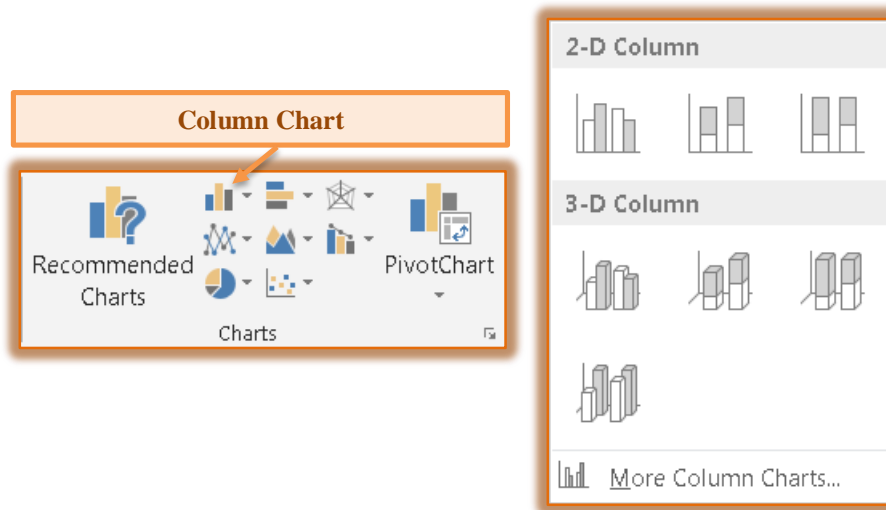 Column Chart
Recommended
Charts
PivotChart
Charts
2-D Column
3-D Column
More Column Charts...